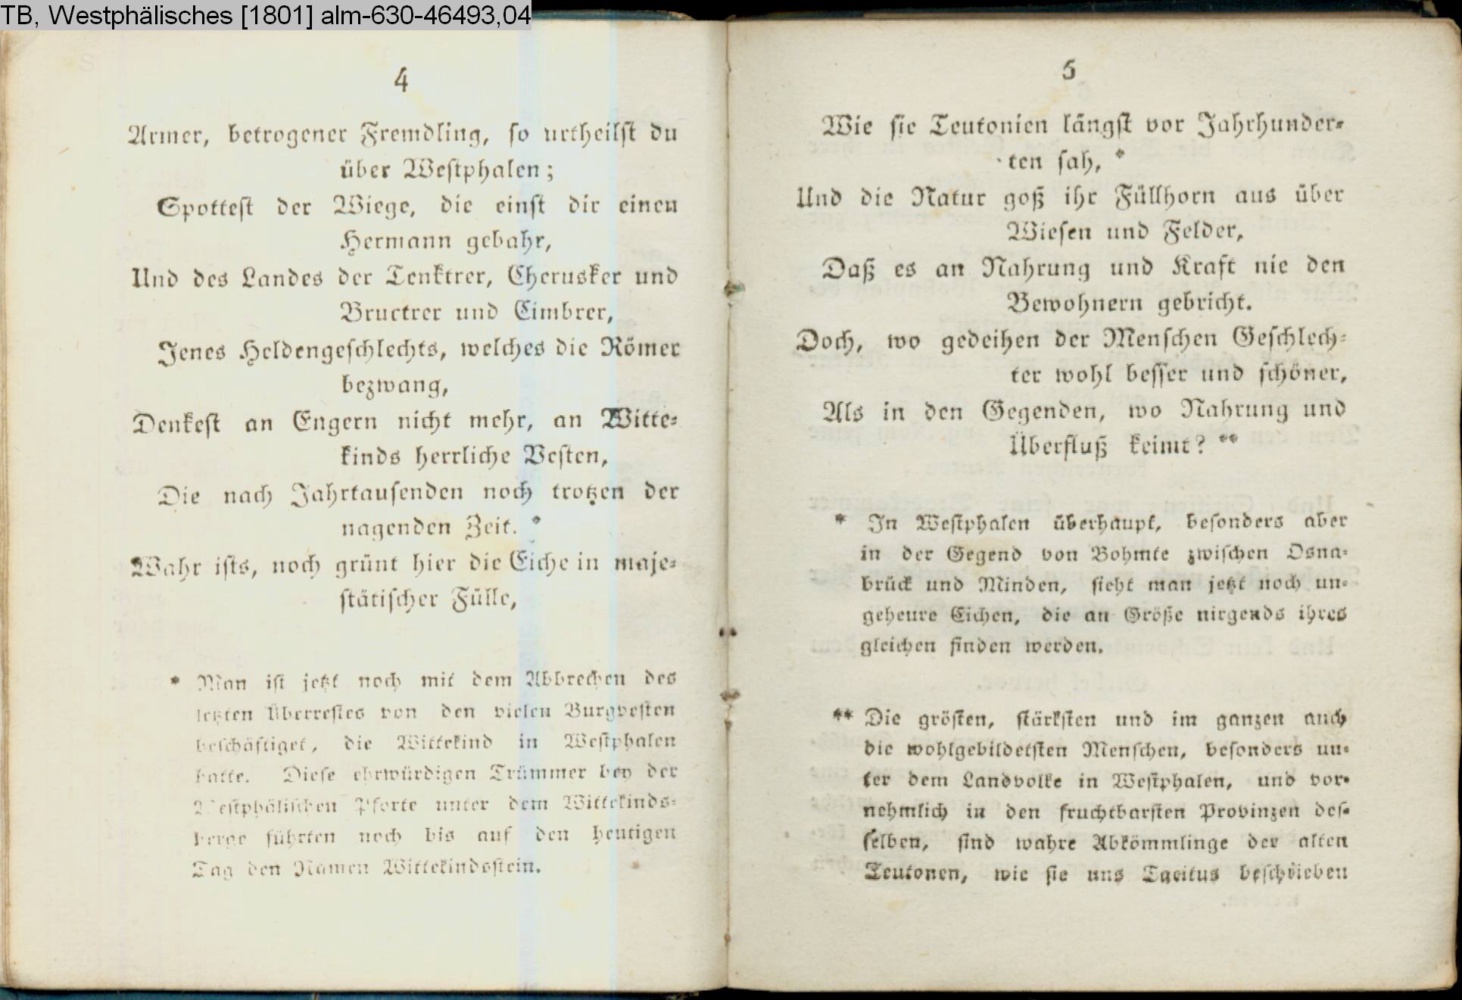 TB, Westphälisches [1801] alm-630-46493,04
4
Armer, betrogener Fremdling, so urtheilst du
über Westphalen;
Spottest der Wiege, die einst dir einen
Hermann gebahr,
Und des Landes der Tenktrer, Cherusker und
Bructrer und Cimbrer,
Jenes Heldengeschlechts, welches die Römer
bezwang,
Denkest an Engern nicht mehr, an Witte-
kinds herrliche Vesten,
Die nach Jahrtausenden noch trotzen der
nagenden Zeit. *
Wahr ists, noch grünt hier die Eiche in maje-
stätischer Fülle,
* Man ist jetzt noch mit dem Abbrechen des
letzten Überrestes von den vielen Burgvesten
beschäftiget, die Wittekind in Westphalen
hatte. Diese ehrwürdigen Trümmer bey der
Westphälischen Pforte unter dem Wittekinds-
berge führten noch bis auf den heutigen
Tag den Namen Wittekindsstein.
5
Wie sie Teutonien längst vor Jahrhunder-
ten sah, *
Und die Natur goß ihr Füllhorn aus über
Wiesen und Felder,
Daß es an Nahrung und Kraft nie den
Bewohnern gebricht.
Doch, wo gedeihen der Menschen Geschlech-
ter wohl besser und schöner,
Als in den Gegenden, wo Nahrung und
Überfluß keimt? **
* In Westphalen überhaupt, besonders aber
in der Gegend von Bohmte zwischen Osna-
brück und Minden, sieht man jetzt noch un-
geheure Eichen, die an Größe nirgends ihres
gleichen finden werden.
** Die grösten, stärksten und im ganzen auch
die wohlgebildetsten Menschen, besonders un-
ter dem Landvolke in Westphalen, und vor-
nehmlich in den fruchtbarsten Provinzen des-
selben, sind wahre Abkömmlinge der alten
Teutonen, wie sie uns Tacitus beschrieben